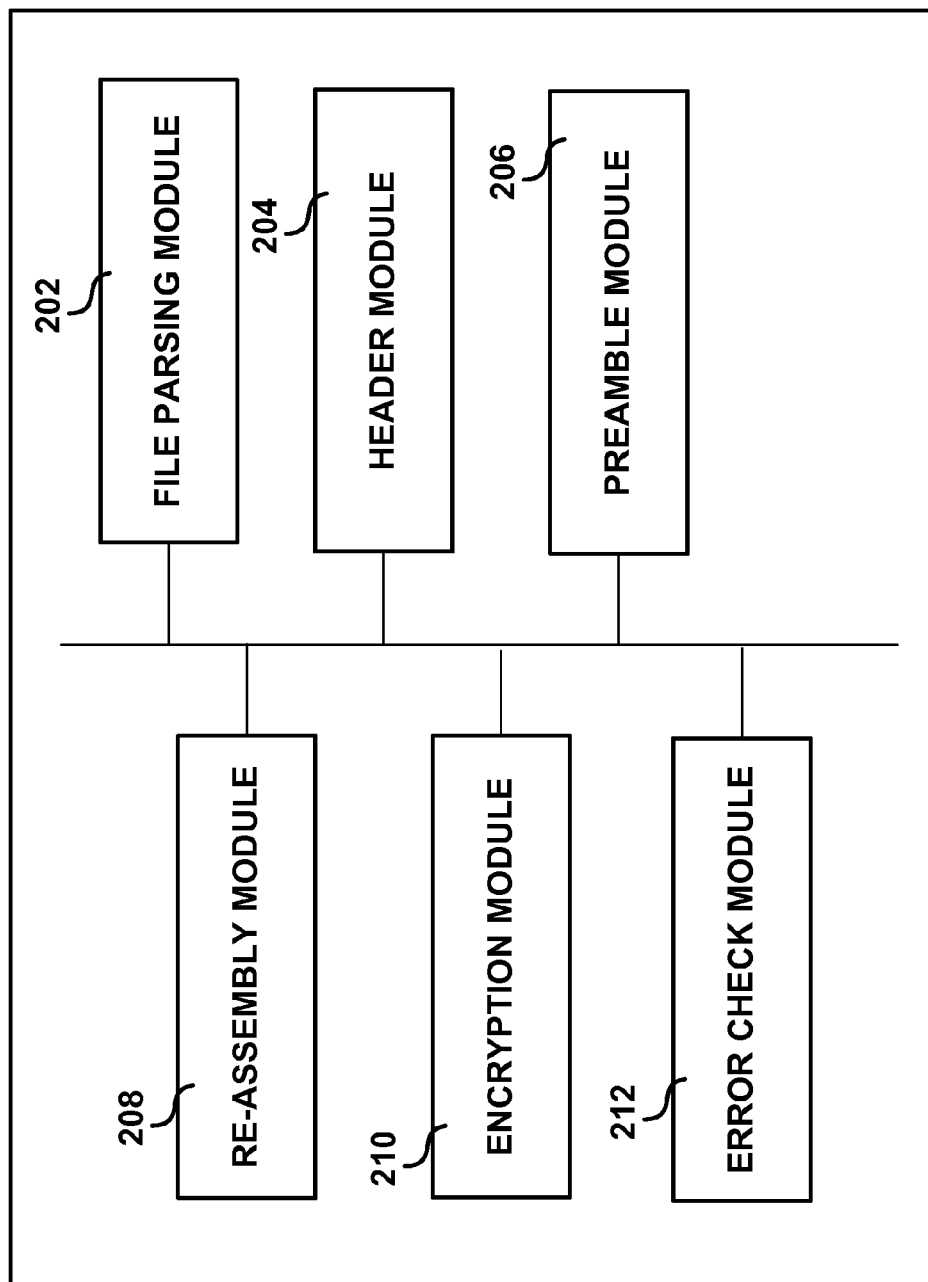 202
FILE PARSING MODULE
204
HEADER MODULE
206
PREAMBLE MODULE
208
RE-ASSEMBLY MODULE
210
ENCRYPTION MODULE
212
ERROR CHECK MODULE